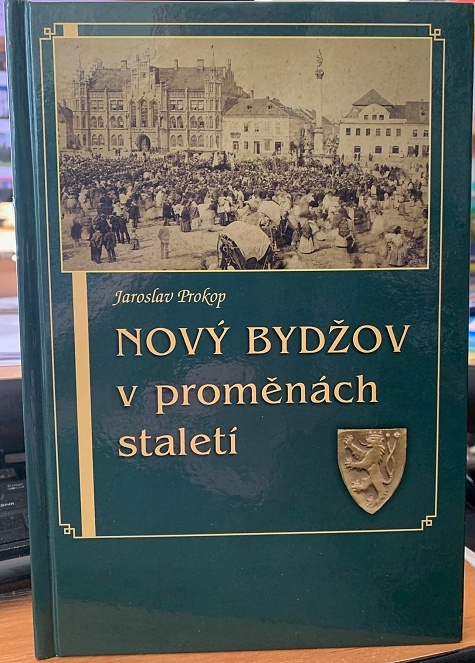 Jaroslav Prokop
NOVÝ BYDŽOV
v proměnách
staletí